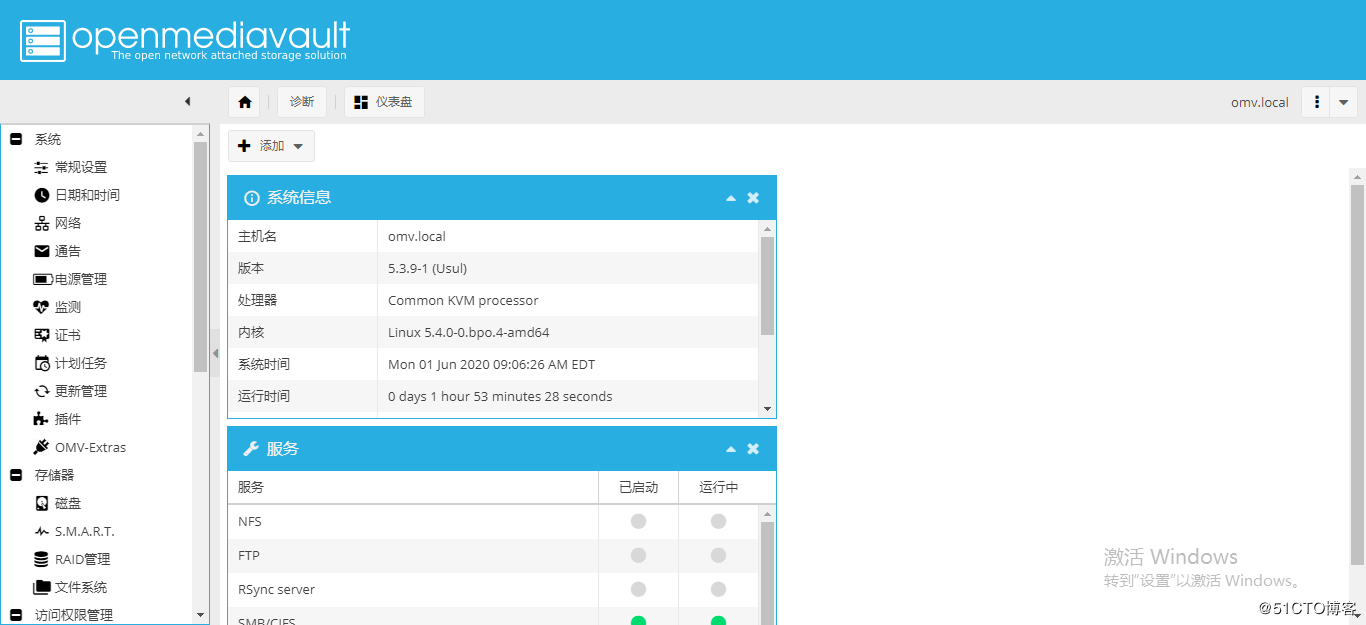 openmediavault
The open network attached storage solution
诊断
仪表盘
omv.local
添加
系统
常规设置
日期和时间
网络
通告
电源管理
监测
证书
计划任务
更新管理
插件
OMV-Extras
存储器
磁盘
S.M.A.R.T.
RAID管理
文件系统
访问权限管理
系统信息
主机名 omv.local
版本 5.3.9-1 (Usul)
处理器 Common KVM processor
内核 Linux 5.4.0-0.bpo.4-amd64
系统时间 Mon 01 Jun 2020 09:06:26 AM EDT
运行时间 0 days 1 hour 53 minutes 28 seconds
服务
服务 已启动 运行中
NFS
FTP
RSync server
SMB/CIFS
激活 Windows
转到"设置"以激活 Windows。
@51CTO博客